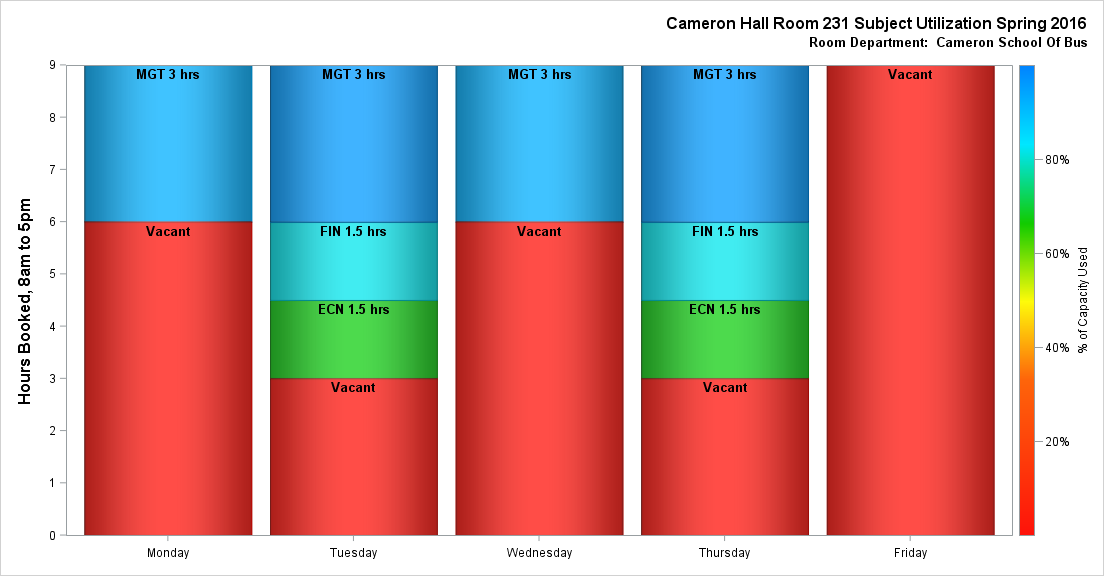 Cameron Hall Room 231 Subject Utilization Spring 2016
Room Department:  Cameron School Of Bus
Hours Booked, 8am to 5pm
9
8
7
6
5
4
3
2
1
0
MGT 3 hrs
Vacant
MGT 3 hrs
FIN 1.5 hrs
ECN 1.5 hrs
Vacant
MGT 3 hrs
Vacant
MGT 3 hrs
FIN 1.5 hrs
ECN 1.5 hrs
Vacant
Vacant
Monday
Tuesday
Wednesday
Thursday
Friday
80%
60%
40%
20%
% of Capacity Used